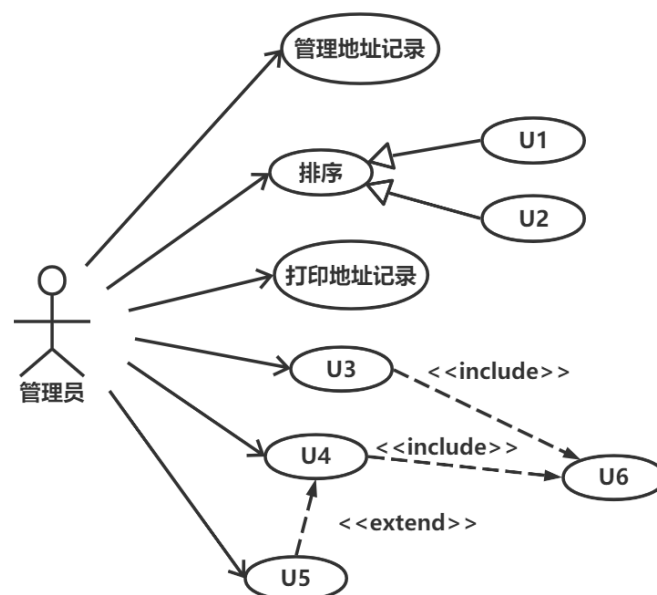 管理地址记录
U1
排序
U2
打印地址记录
U3
<<include>>
管理员
<<include>>
U4
U6
<<extend>>
U5